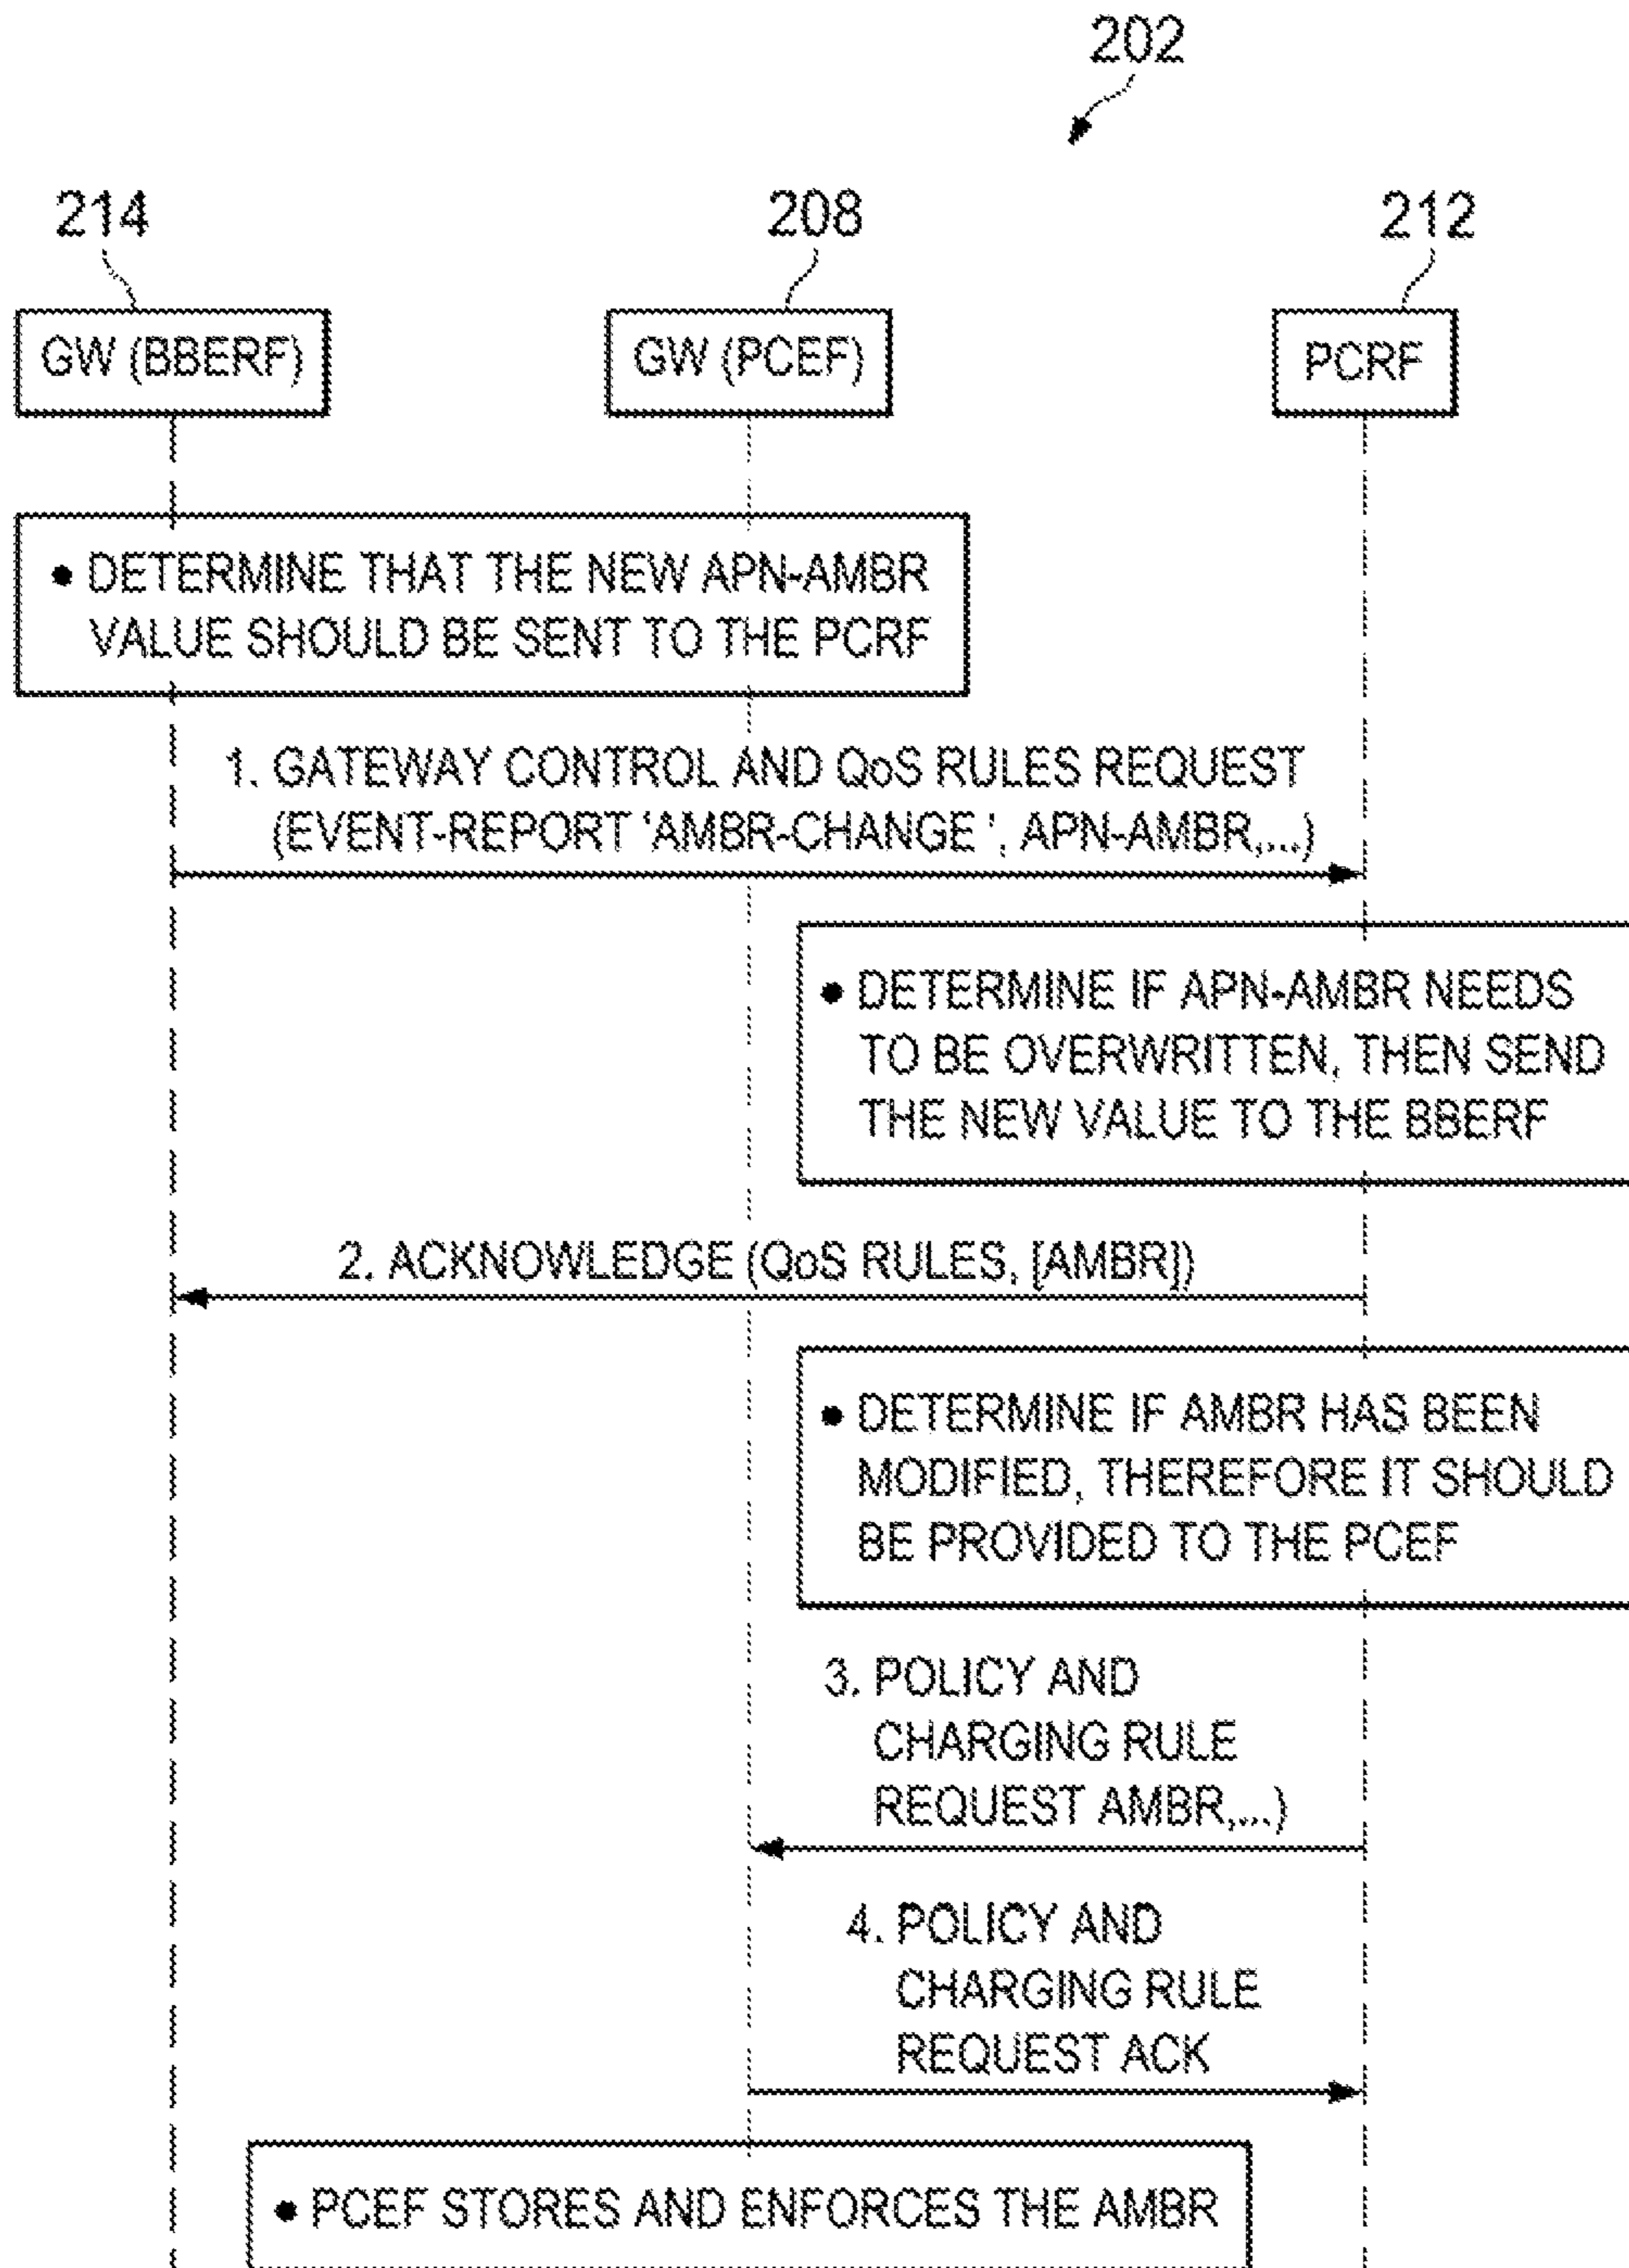 202
214
208
212
GW (BBERF)
GW (PCEF)
PCRF
• DETERMINE THAT THE NEW APN-AMBR
VALUE SHOULD BE SENT TO THE PCRF
1. GATEWAY CONTROL AND QoS RULES REQUEST
(EVENT-REPORT 'AMBR-CHANGE ', APN-AMBR,...)
• DETERMINE IF APN-AMBR NEEDS
TO BE OVERWRITTEN, THEN SEND
THE NEW VALUE TO THE BBERF
2. ACKNOWLEDGE (QoS RULES, [AMBR])
• DETERMINE IF AMBR HAS BEEN
MODIFIED, THEREFORE IT SHOULD
BE PROVIDED TO THE PCEF
3. POLICY AND
CHARGING RULE
REQUEST AMBR,...)
4. POLICY AND
CHARGING RULE
REQUEST ACK
• PCEF STORES AND ENFORCES THE AMBR